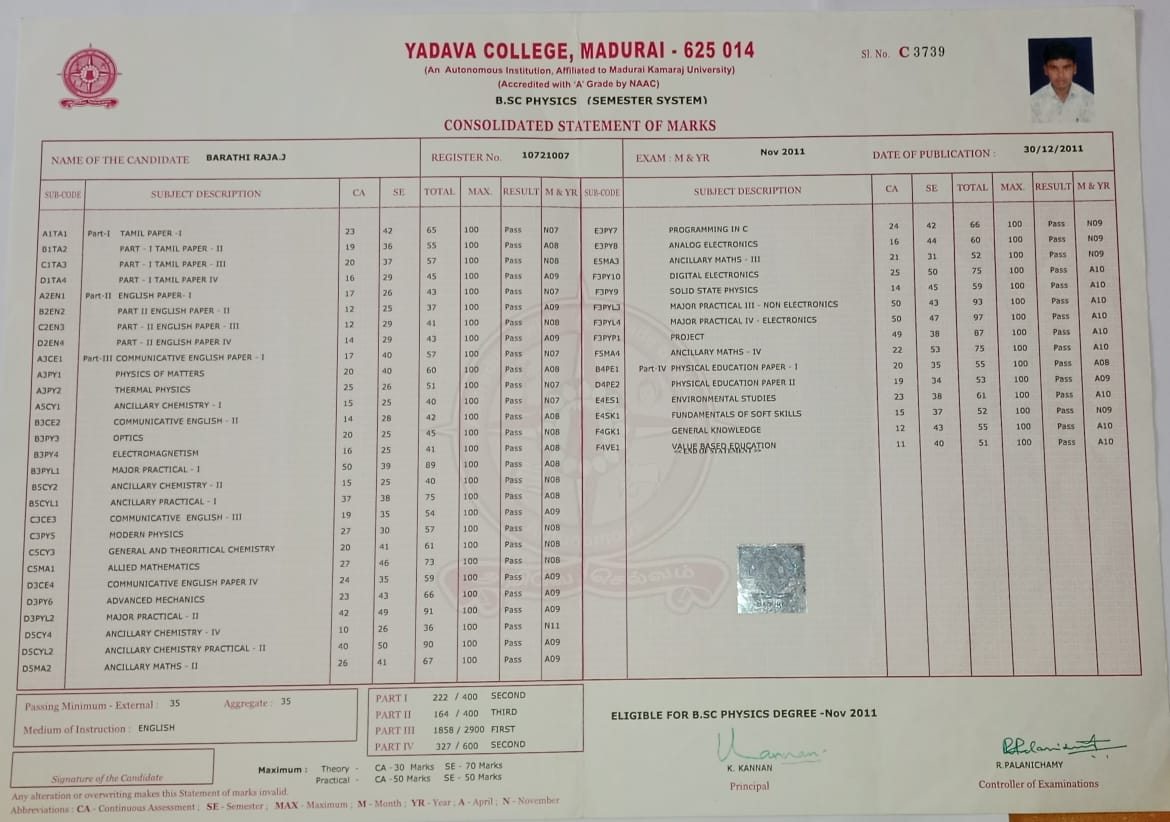 YADAVA COLLEGE, MADURAI - 625 014
(An Autonomous Institution, Affiliated to Madurai Kamaraj University)
(Accredited with 'A' Grade by NAAC)
B.SC PHYSICS (SEMESTER SYSTEM)
CONSOLIDATED STATEMENT OF MARKS
Sl. No. C 3739
NAME OF THE CANDIDATE BARATHI RAJA.J REGISTER No. 10721007 EXAM : M & YR Nov 2011 DATE OF PUBLICATION : 30/12/2011
SUB-CODE SUBJECT DESCRIPTION CA SE TOTAL MAX. RESULT M & YR
A1TA1 Part-I TAMIL PAPER -I 23 42 65 100 Pass N07
B1TA2 PART - I TAMIL PAPER - II 19 36 55 100 Pass A08
C1TA3 PART - I TAMIL PAPER - III 20 37 57 100 Pass N08
D1TA4 PART - I TAMIL PAPER IV 16 29 45 100 Pass A09
A2EN1 Part-II ENGLISH PAPER- I 17 26 43 100 Pass N07
B2EN2 PART II ENGLISH PAPER - II 12 25 37 100 Pass A09
C2EN3 PART - II ENGLISH PAPER - III 12 29 41 100 Pass N08
D2EN4 PART - II ENGLISH PAPER IV 14 29 43 100 Pass A09
A3CE1 Part-III COMMUNICATIVE ENGLISH PAPER - I 17 40 57 100 Pass N07
A3PY1 PHYSICS OF MATTERS 20 40 60 100 Pass A08
A3PY2 THERMAL PHYSICS 25 26 51 100 Pass N07
A5CY1 ANCILLARY CHEMISTRY - I 15 25 40 100 Pass N07
B3CE2 COMMUNICATIVE ENGLISH - II 14 28 42 100 Pass A08
B3PY3 OPTICS 20 25 45 100 Pass N08
B3PY4 ELECTROMAGNETISM 16 25 41 100 Pass A08
B3PYL1 MAJOR PRACTICAL - I 50 39 89 100 Pass A08
B5CY2 ANCILLARY CHEMISTRY - II 15 25 40 100 Pass N08
B5CYL1 ANCILLARY PRACTICAL - I 37 38 75 100 Pass A08
C3CE3 COMMUNICATIVE ENGLISH - III 19 35 54 100 Pass A09
C3PY5 MODERN PHYSICS 27 30 57 100 Pass N08
C5CY3 GENERAL AND THEORITICAL CHEMISTRY 20 41 61 100 Pass N08
C5MA1 ALLIED MATHEMATICS 27 46 73 100 Pass N08
D3CE4 COMMUNICATIVE ENGLISH PAPER IV 24 35 59 100 Pass A09
D3PY6 ADVANCED MECHANICS 23 43 66 100 Pass A09
D3PYL2 MAJOR PRACTICAL - II 42 49 91 100 Pass A09
D5CY4 ANCILLARY CHEMISTRY - IV 10 26 36 100 Pass N11
D5CYL2 ANCILLARY CHEMISTRY PRACTICAL - II 40 50 90 100 Pass A09
D5MA2 ANCILLARY MATHS - II 26 41 67 100 Pass A09
SUB-CODE SUBJECT DESCRIPTION CA SE TOTAL MAX. RESULT M & YR
E3PY7 PROGRAMMING IN C 24 42 66 100 Pass N09
E3PY8 ANALOG ELECTRONICS 16 44 60 100 Pass N09
E5MA3 ANCILLARY MATHS - III 21 31 52 100 Pass N09
F3PY10 DIGITAL ELECTRONICS 25 50 75 100 Pass A10
F3PY9 SOLID STATE PHYSICS 14 45 59 100 Pass A10
F3PYL3 MAJOR PRACTICAL III - NON ELECTRONICS 50 43 93 100 Pass A10
F3PYL4 MAJOR PRACTICAL IV - ELECTRONICS 50 47 97 100 Pass A10
F3PYP1 PROJECT 49 38 87 100 Pass A10
F5MA4 ANCILLARY MATHS - IV 22 53 75 100 Pass A10
B4PE1 Part-IV PHYSICAL EDUCATION PAPER - I 20 35 55 100 Pass A08
D4PE2 PHYSICAL EDUCATION PAPER II 19 34 53 100 Pass A09
E4ES1 ENVIRONMENTAL STUDIES 23 38 61 100 Pass A10
E4SK1 FUNDAMENTALS OF SOFT SKILLS 15 37 52 100 Pass N09
F4GK1 GENERAL KNOWLEDGE 12 43 55 100 Pass A10
F4VE1 VALUE BASED EDUCATION 11 40 51 100 Pass A10
** END OF STATEMENT **
Passing Minimum - External : 35 Aggregate : 35
Medium of Instruction : ENGLISH
PART I 222 / 400 SECOND
PART II 164 / 400 THIRD
PART III 1858 / 2900 FIRST
PART IV 327 / 600 SECOND
ELIGIBLE FOR B.SC PHYSICS DEGREE -Nov 2011
Signature of the Candidate
Maximum : Theory - CA -30 Marks SE - 70 Marks
Practical - CA -50 Marks SE - 50 Marks
K. KANNAN
Principal
R.PALANICHAMY
Controller of Examinations
Any alteration or overwriting makes this Statement of marks invalid.
Abbreviations : CA - Continuous Assessment ; SE - Semester ; MAX - Maximum ; M - Month ; YR - Year ; A - April ; N - November